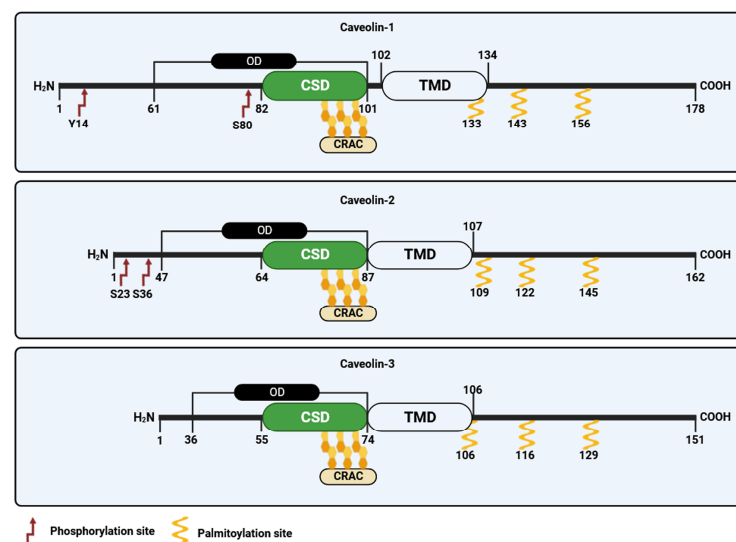 Caveolin-1
OD
102
134
H₂N
CSD
TMD
COOH
1
61
82
101
178
Y14
S80
133
143
156
CRAC
Caveolin-2
OD
107
H₂N
CSD
TMD
COOH
1
47
64
87
162
S23
S36
109
122
145
CRAC
Caveolin-3
OD
106
H₂N
CSD
TMD
COOH
1
36
55
74
151
106
116
129
CRAC
Phosphorylation site
Palmitoylation site